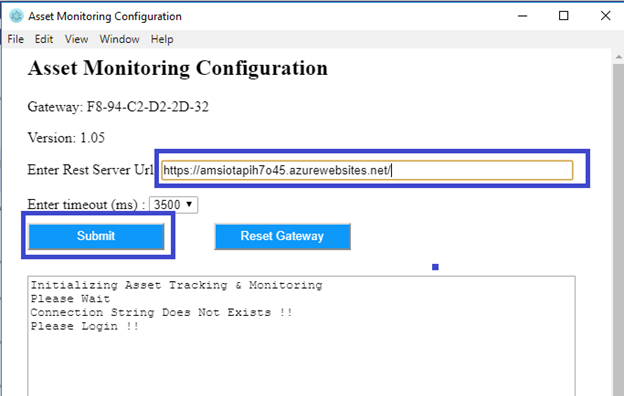 Asset Monitoring Configuration
File Edit View Window Help
Asset Monitoring Configuration
Gateway: F8-94-C2-D2-2D-32
Version: 1.05
Enter Rest Server Url https://amsiotapih7o45.azurewebsites.net/
Enter timeout (ms) : 3500
Submit Reset Gateway
Initializing Asset Tracking & Monitoring
Please Wait
Connection String Does Not Exists !!
Please Login !!